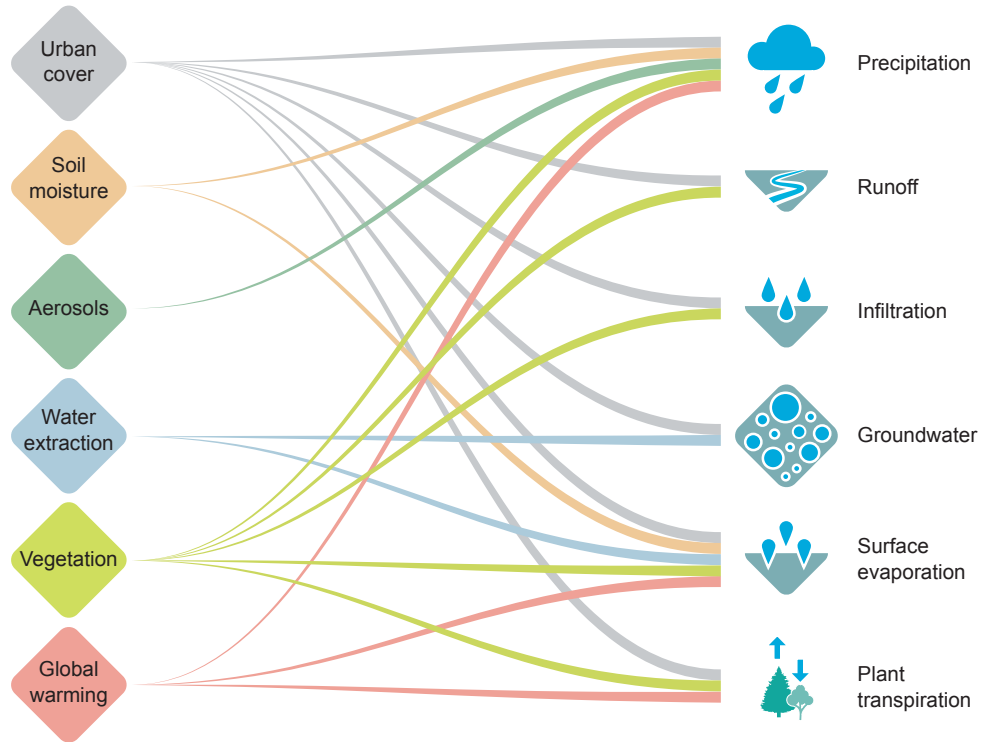 Urban
cover
Precipitation
Soil
moisture
Runoff
Aerosols
Infiltration
Water
extraction
Groundwater
Vegetation
Surface
evaporation
Global
warming
Plant
transpiration